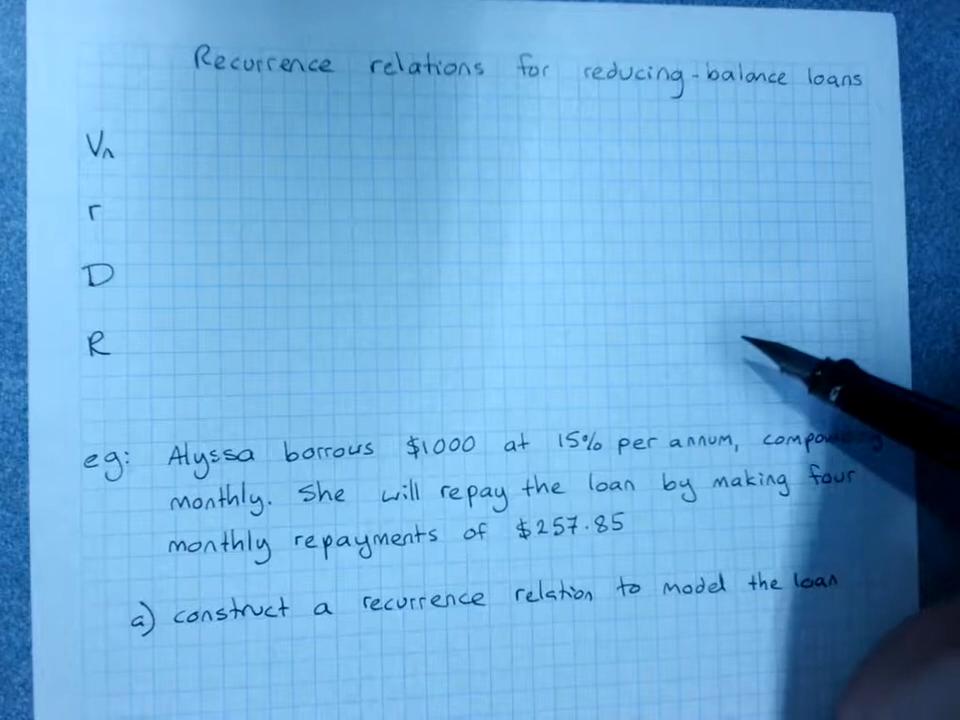 Recurrence relations for reducing-balance loans
Vn
r
D
R
eg: Alyssa borrows $1000 at 15% per annum,
monthly. She will repay the loan by making four
monthly repayments of $257.85
a) construct a recurrence relation to model the loan